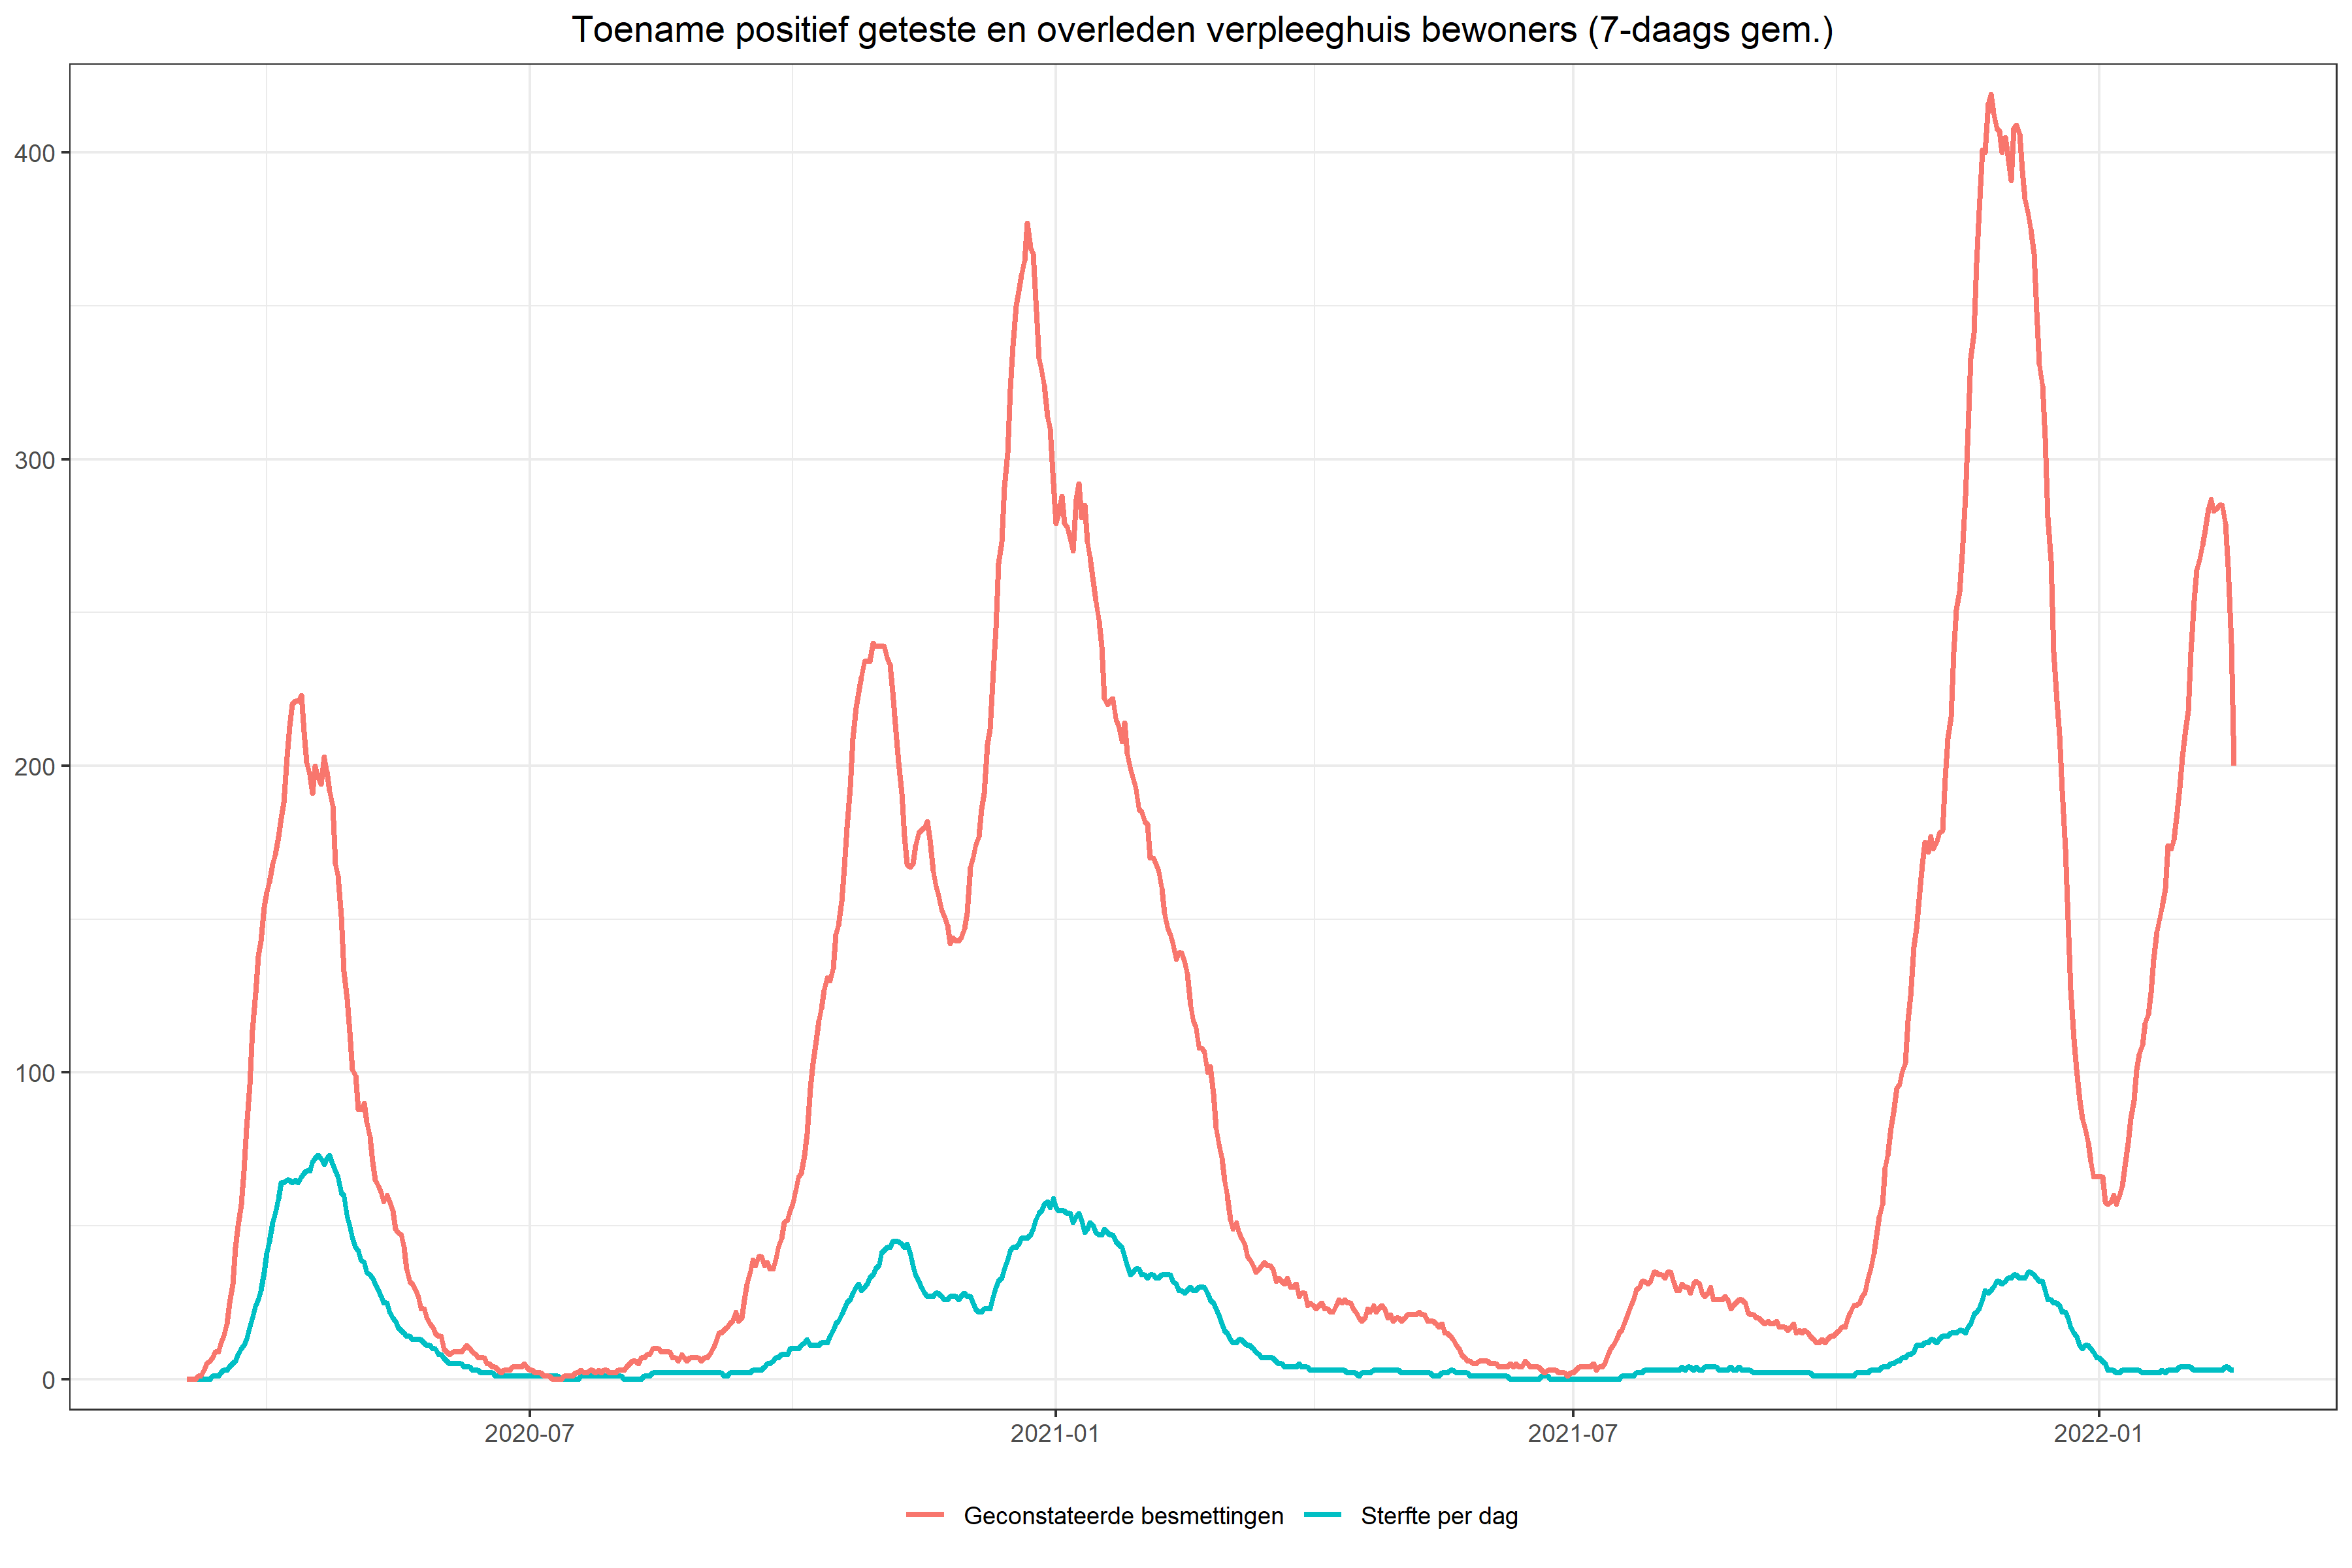 Toename positief geteste en overleden verpleeghuis bewoners (7-daags gem.)
400
300
200
100
0
2020-07 2021-01 2021-07 2022-01
Geconstateerde besmettingen Sterfte per dag